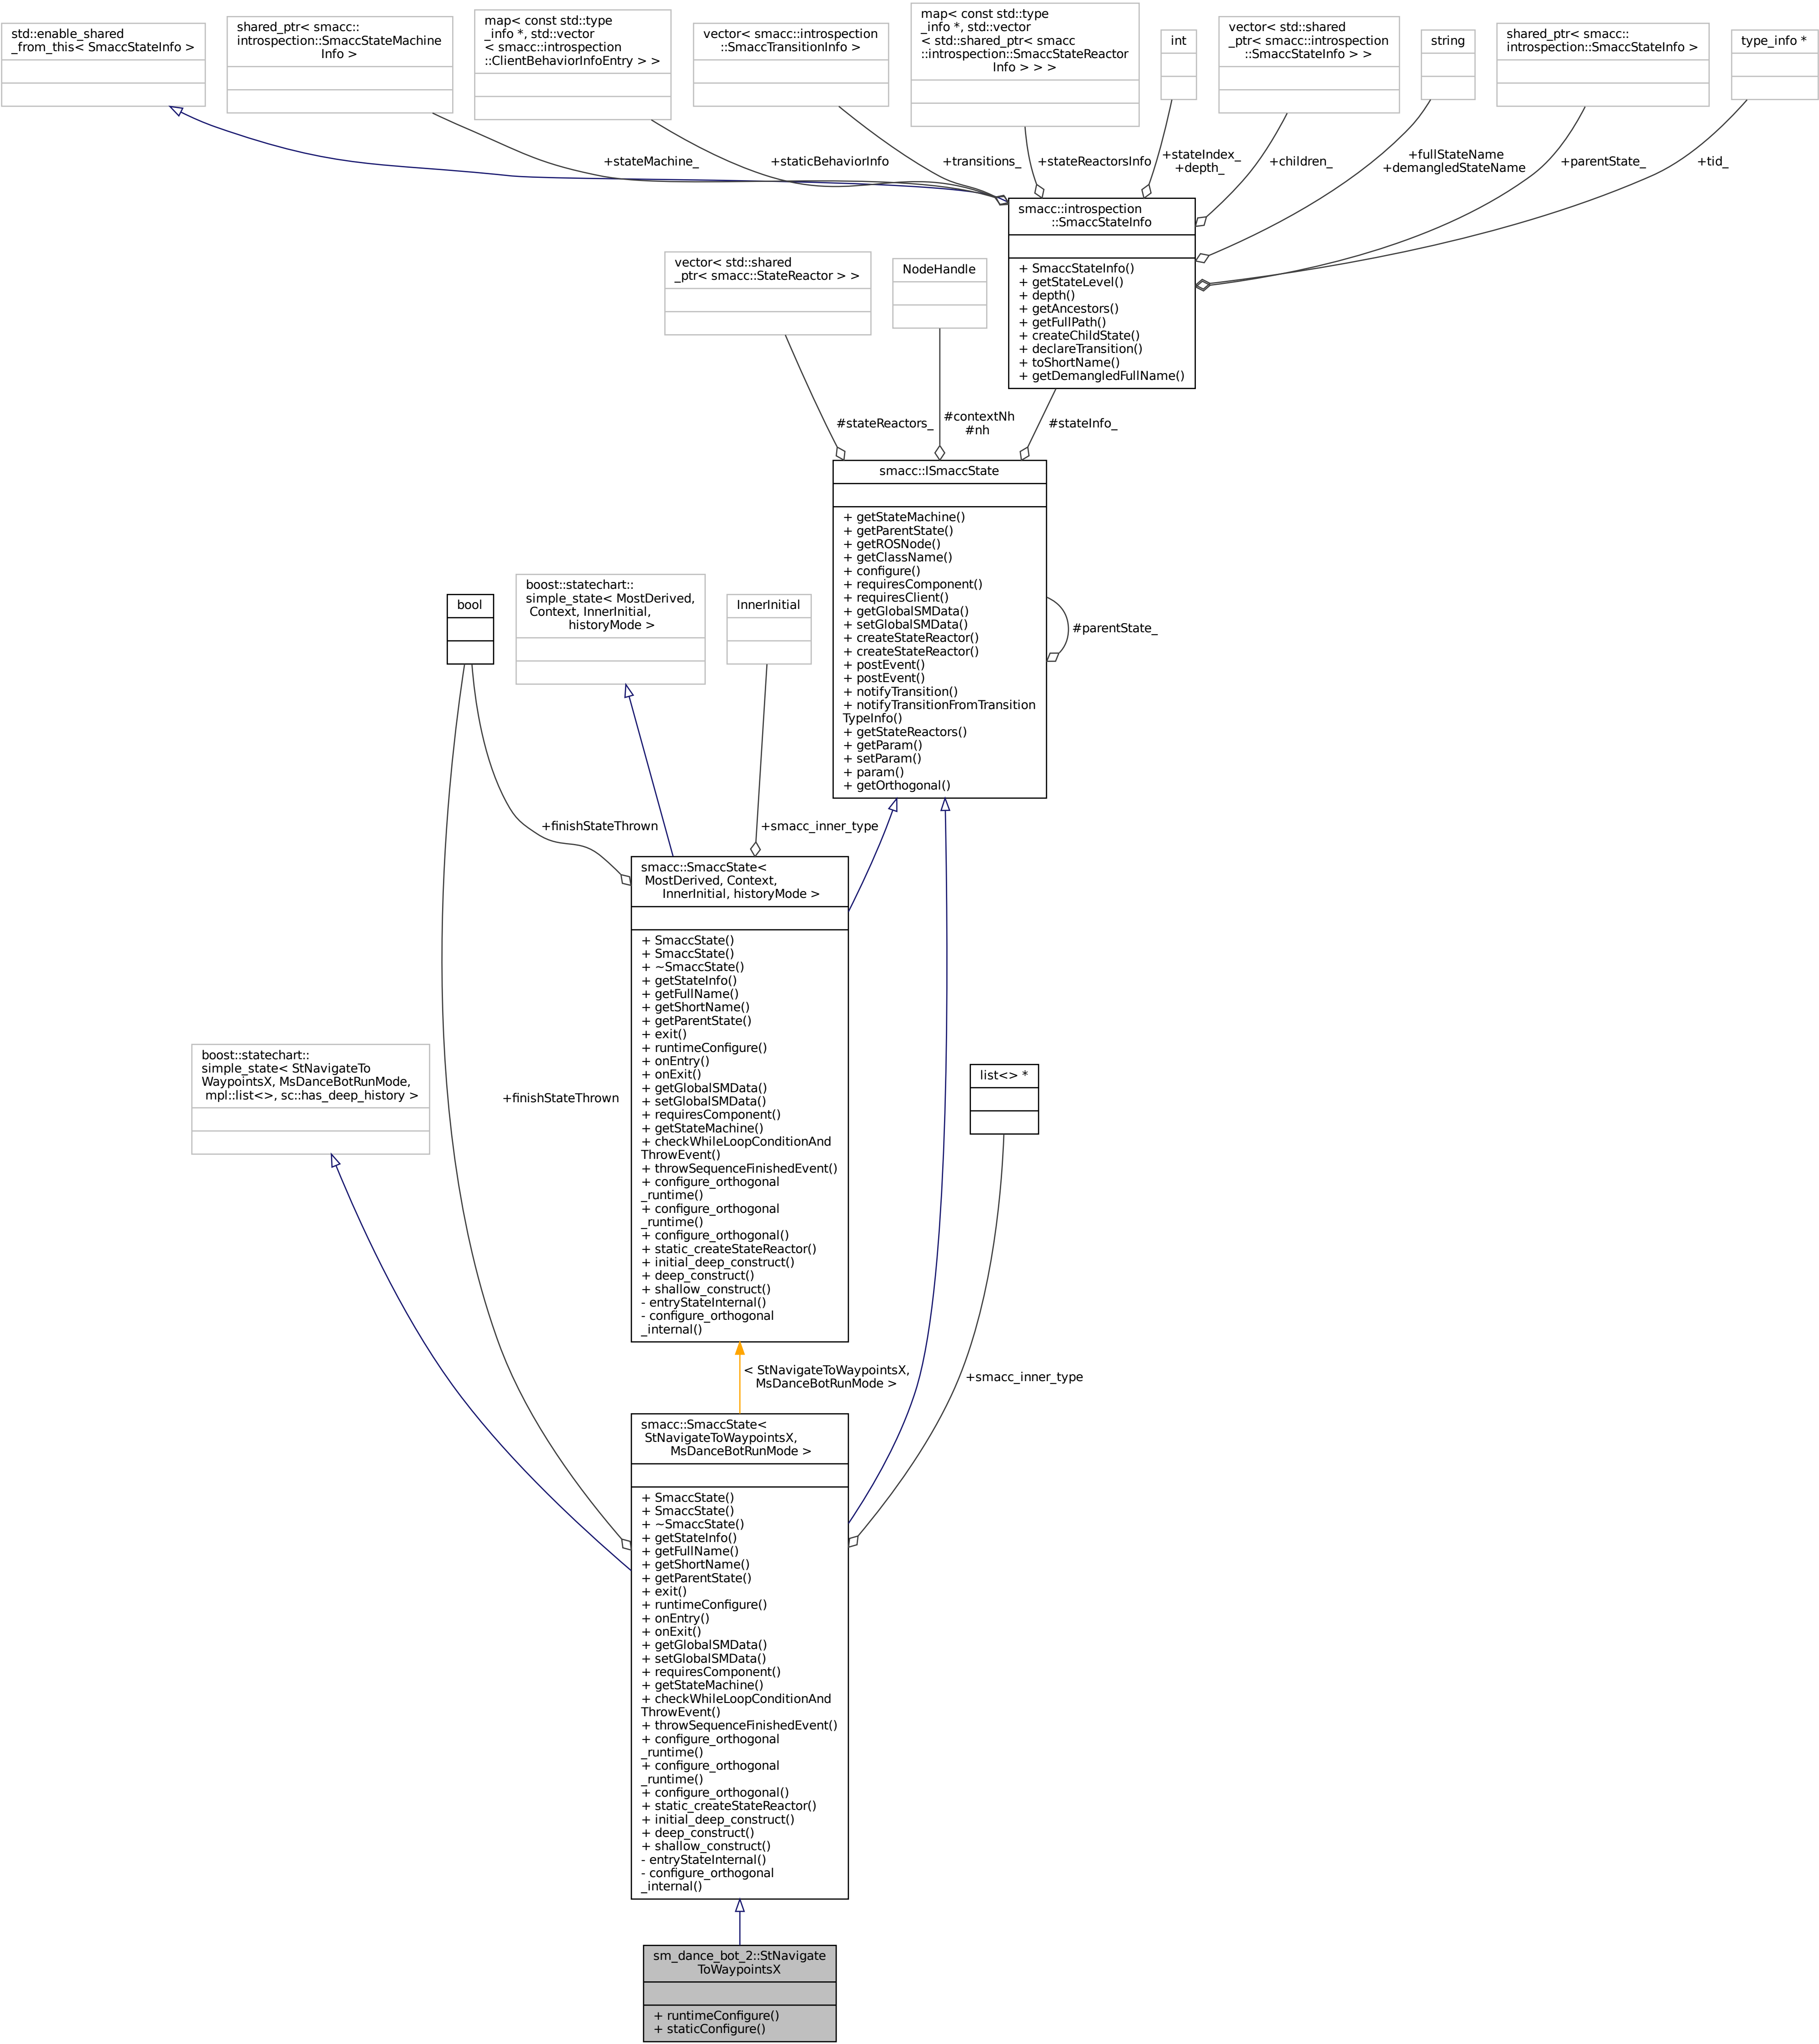 std::enable_shared
_from_this< SmaccStateInfo >
shared_ptr< smacc::
introspection::SmaccStateMachine
Info >
map< const std::type
_info *, std::vector
< smacc::introspection
::ClientBehaviorInfoEntry > >
vector< smacc::introspection
::SmaccTransitionInfo >
map< const std::type
_info *, std::vector
< std::shared_ptr< smacc
::introspection::SmaccStateReactor
Info > > >
int
vector< std::shared
_ptr< smacc::introspection
::SmaccStateInfo > >
string
shared_ptr< smacc::
introspection::SmaccStateInfo >
type_info *
+stateMachine_
+staticBehaviorInfo
+transitions_
+stateReactorsInfo
+stateIndex_
+depth_
+children_
+fullStateName
+demangledStateName
+parentState_
+tid_
smacc::introspection
::SmaccStateInfo
+ SmaccStateInfo()
+ getStateLevel()
+ depth()
+ getAncestors()
+ getFullPath()
+ createChildState()
+ declareTransition()
+ toShortName()
+ getDemangledFullName()
vector< std::shared
_ptr< smacc::StateReactor > >
NodeHandle
#stateReactors_
#contextNh
#nh
#stateInfo_
smacc::ISmaccState
+ getStateMachine()
+ getParentState()
+ getROSNode()
+ getClassName()
+ configure()
+ requiresComponent()
+ requiresClient()
+ getGlobalSMData()
+ setGlobalSMData()
+ createStateReactor()
+ createStateReactor()
+ postEvent()
+ postEvent()
+ notifyTransition()
+ notifyTransitionFromTransition
TypeInfo()
+ getStateReactors()
+ getParam()
+ setParam()
+ param()
+ getOrthogonal()
#parentState_
bool
boost::statechart::
simple_state< MostDerived,
Context, InnerInitial,
historyMode >
InnerInitial
+finishStateThrown
+smacc_inner_type
smacc::SmaccState<
MostDerived, Context,
InnerInitial, historyMode >
+ SmaccState()
+ SmaccState()
+ ~SmaccState()
+ getStateInfo()
+ getFullName()
+ getShortName()
+ getParentState()
+ exit()
+ runtimeConfigure()
+ onEntry()
+ onExit()
+ getGlobalSMData()
+ setGlobalSMData()
+ requiresComponent()
+ getStateMachine()
+ checkWhileLoopConditionAnd
ThrowEvent()
+ throwSequenceFinishedEvent()
+ configure_orthogonal
_runtime()
+ configure_orthogonal
_runtime()
+ configure_orthogonal()
+ static_createStateReactor()
+ initial_deep_construct()
+ deep_construct()
+ shallow_construct()
- entryStateInternal()
- configure_orthogonal
_internal()
boost::statechart::
simple_state< StNavigateTo
WaypointsX, MsDanceBotRunMode,
mpl::list<>, sc::has_deep_history >
+finishStateThrown
list<> *
< StNavigateToWaypointsX,
MsDanceBotRunMode >
+smacc_inner_type
smacc::SmaccState<
StNavigateToWaypointsX,
MsDanceBotRunMode >
+ SmaccState()
+ SmaccState()
+ ~SmaccState()
+ getStateInfo()
+ getFullName()
+ getShortName()
+ getParentState()
+ exit()
+ runtimeConfigure()
+ onEntry()
+ onExit()
+ getGlobalSMData()
+ setGlobalSMData()
+ requiresComponent()
+ getStateMachine()
+ checkWhileLoopConditionAnd
ThrowEvent()
+ throwSequenceFinishedEvent()
+ configure_orthogonal
_runtime()
+ configure_orthogonal
_runtime()
+ configure_orthogonal()
+ static_createStateReactor()
+ initial_deep_construct()
+ deep_construct()
+ shallow_construct()
- entryStateInternal()
- configure_orthogonal
_internal()
sm_dance_bot_2::StNavigate
ToWaypointsX
+ runtimeConfigure()
+ staticConfigure()